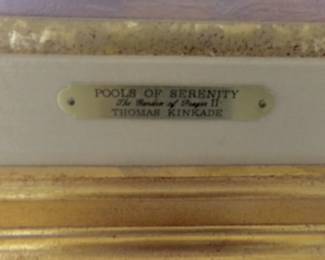 POOLS OF SERENITY
The Garden of Prayer II
THOMAS KINKADE